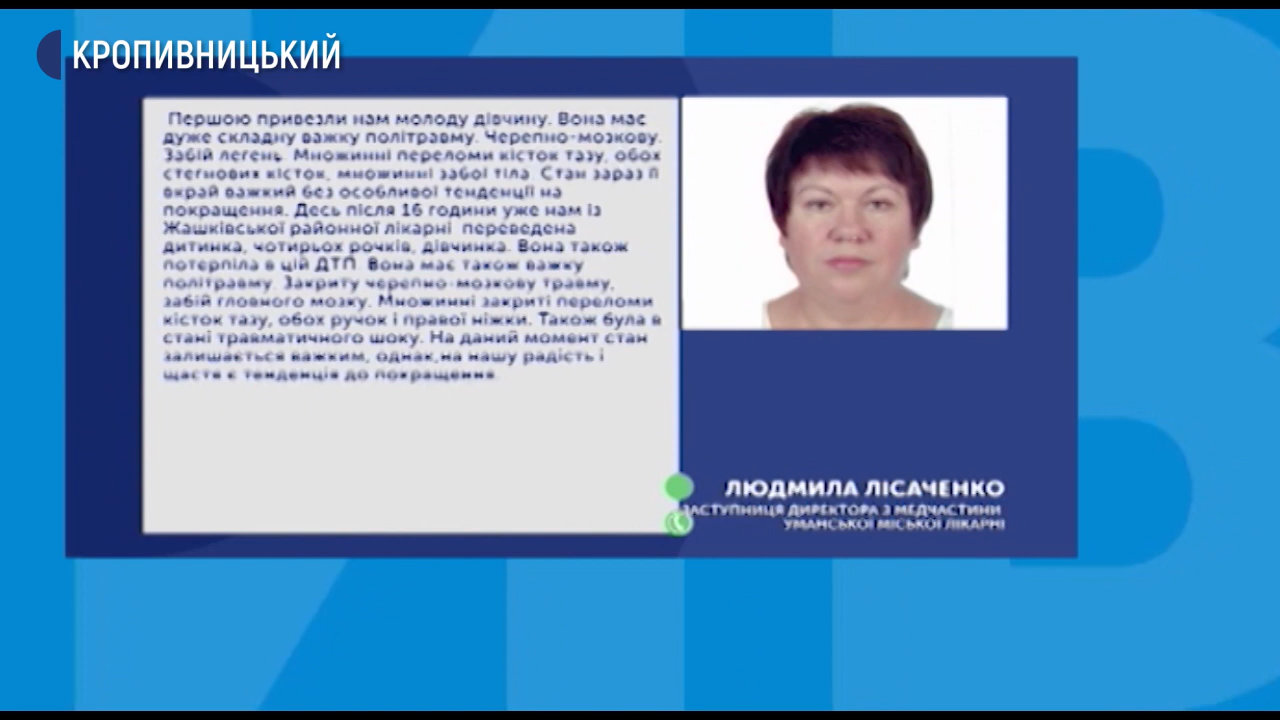 КРОПИВНИЦЬКИЙ
Першою привезли нам молоду дівчину. Вона має
дуже складну важку політравму. Черепно-мозкову.
Забій легень. Множинні переломи кісток тазу, обох
стегнових кісток, множинні забої тіла. Стан зараз її
вкрай важкий без особливої тенденції на
покращення. Десь після 16 години уже нам із
Жашківської районної лікарні переведена
дитинка, чотирьох рочків, дівчинка. Вона також
потерпіла в цій ДТП. Вона має також важку
політравму. Закриту черепно-мозкову травму,
забій гловного мозку. Множинні закриті переломи
кісток тазу, обох ручок і правої ніжки. Також була в
стані травматичного шоку. На даний момент стан
залишається важким, однак,на нашу радість і
щастя є тенденція до покращення.
ЛЮДМИЛА ЛІСАЧЕНКО
ЗАСТУПНИЦЯ ДИРЕКТОРА З МЕДЧАСТИНИ
УМАНСЬКОЇ МІСЬКОЇ ЛІКАРНІ